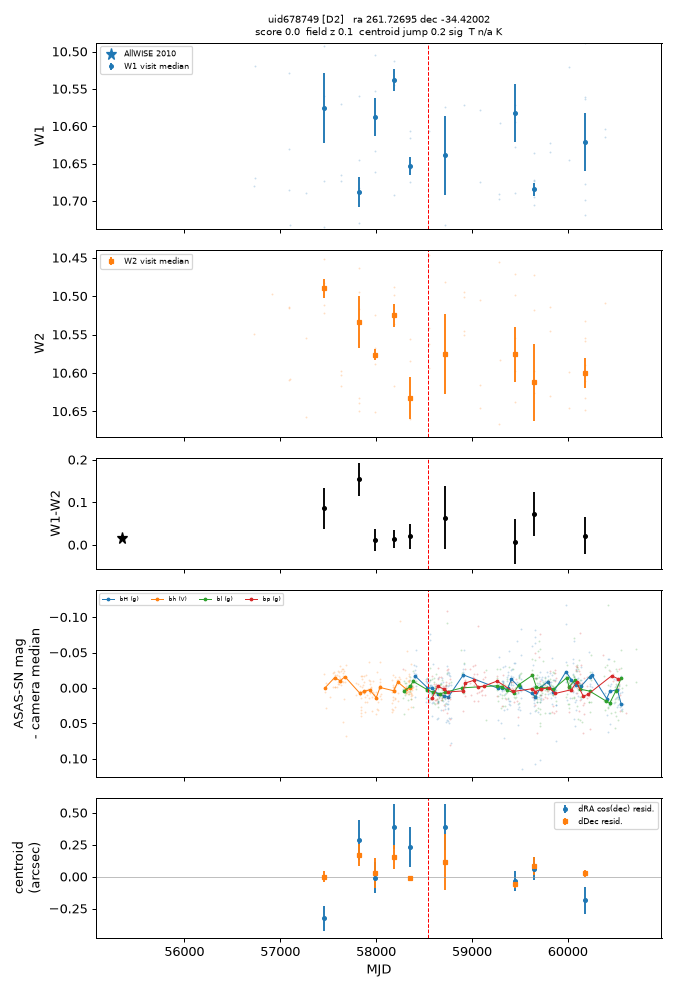 uid678749 [D2]   ra 261.72695 dec -34.42002
score 0.0  field z 0.1  centroid jump 0.2 sig  T n/a K
10.50
10.55
10.60
10.65
10.70
W1
AllWISE 2010
W1 visit median
10.45
10.50
10.55
10.60
10.65
W2
W2 visit median
0.2
0.1
0.0
W1-W2
−0.10
−0.05
0.00
0.05
0.10
ASAS-SN mag
- camera median
bH (g)
bh (V)
bl (g)
bp (g)
0.50
0.25
0.00
−0.25
centroid
(arcsec)
dRA cos(dec) resid.
dDec resid.
56000
57000
58000
59000
60000
MJD